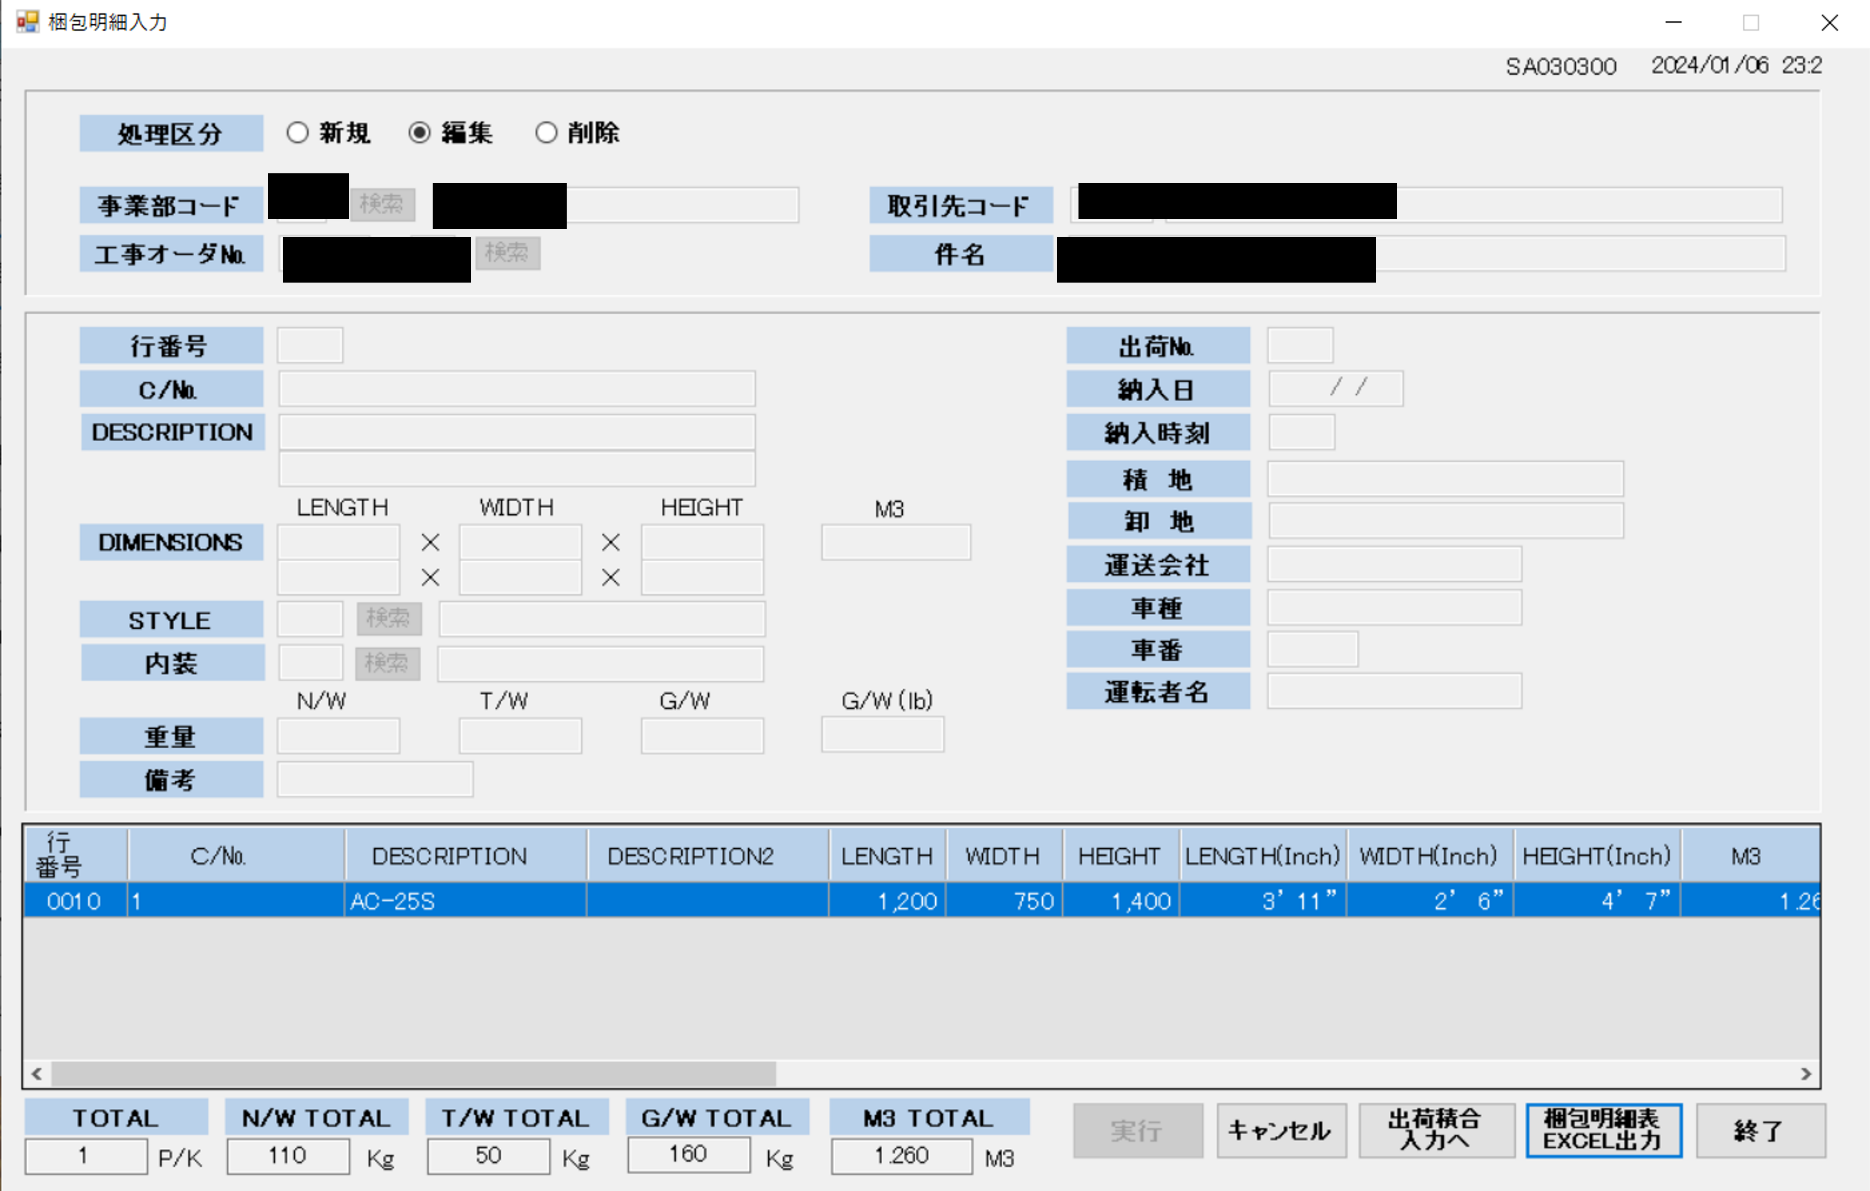 梱包明細入力
SA030300 2024/01/06 23:2
処理区分 新規 編集 削除
事業部コード 検索 取引先コード
工事オーダ№ 検索 件名
行番号 出荷№
C/№ 納入日 / /
DESCRIPTION 納入時刻
積 地
LENGTH WIDTH HEIGHT M3
卸 地
DIMENSIONS × ×
× ×
運送会社
STYLE 検索 車種
内装 検索 車番
N/W T/W G/W G/W(lb) 運転者名
重量
備考
行番号 C/№ DESCRIPTION DESCRIPTION2 LENGTH WIDTH HEIGHT LENGTH(Inch) WIDTH(Inch) HEIGHT(Inch) M3
0010 1 AC-25S 1,200 750 1,400 3’ 11” 2’ 6” 4’ 7” 1.26
TOTAL N/W TOTAL T/W TOTAL G/W TOTAL M3 TOTAL
1 P/K 110 Kg 50 Kg 160 Kg 1.260 M3
実行 キャンセル 出荷積合入力へ 梱包明細表EXCEL出力 終了